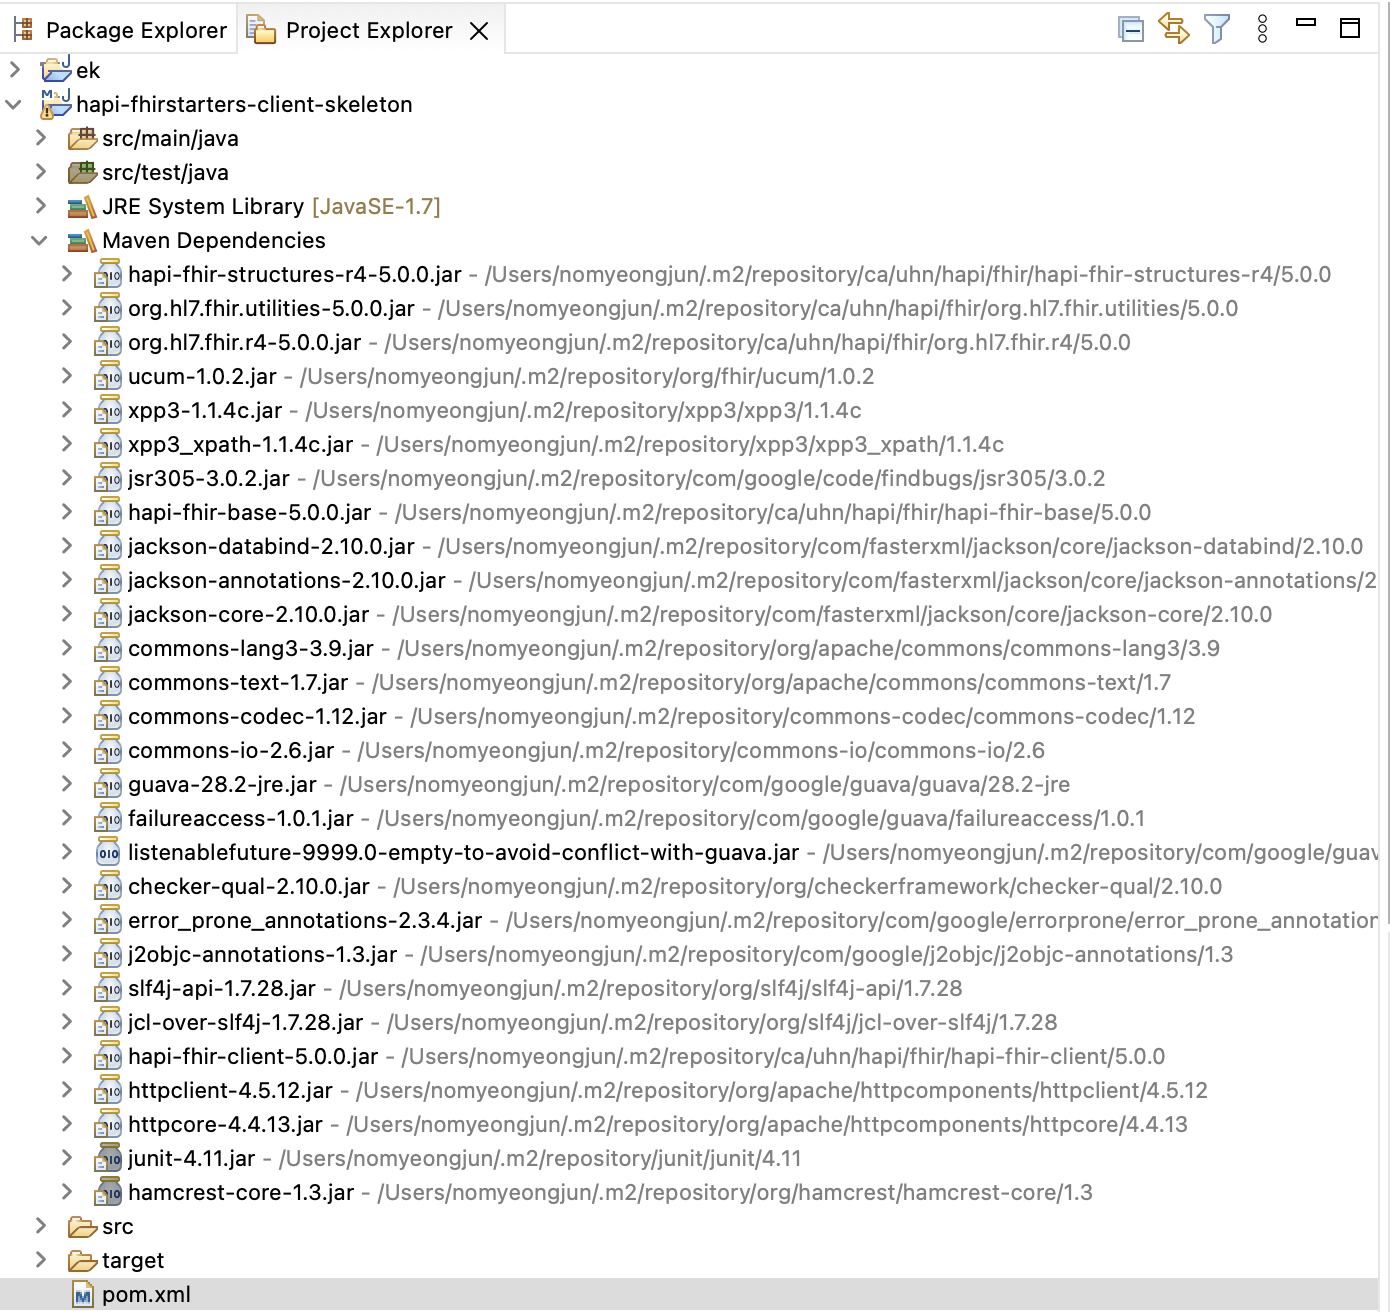 Package Explorer Project Explorer
ek
hapi-fhirstarters-client-skeleton
src/main/java
src/test/java
JRE System Library [JavaSE-1.7]
Maven Dependencies
hapi-fhir-structures-r4-5.0.0.jar - /Users/nomyeongjun/.m2/repository/ca/uhn/hapi/fhir/hapi-fhir-structures-r4/5.0.0
org.hl7.fhir.utilities-5.0.0.jar - /Users/nomyeongjun/.m2/repository/ca/uhn/hapi/fhir/org.hl7.fhir.utilities/5.0.0
org.hl7.fhir.r4-5.0.0.jar - /Users/nomyeongjun/.m2/repository/ca/uhn/hapi/fhir/org.hl7.fhir.r4/5.0.0
ucum-1.0.2.jar - /Users/nomyeongjun/.m2/repository/org/fhir/ucum/1.0.2
xpp3-1.1.4c.jar - /Users/nomyeongjun/.m2/repository/xpp3/xpp3/1.1.4c
xpp3_xpath-1.1.4c.jar - /Users/nomyeongjun/.m2/repository/xpp3/xpp3_xpath/1.1.4c
jsr305-3.0.2.jar - /Users/nomyeongjun/.m2/repository/com/google/code/findbugs/jsr305/3.0.2
hapi-fhir-base-5.0.0.jar - /Users/nomyeongjun/.m2/repository/ca/uhn/hapi/fhir/hapi-fhir-base/5.0.0
jackson-databind-2.10.0.jar - /Users/nomyeongjun/.m2/repository/com/fasterxml/jackson/core/jackson-databind/2.10.0
jackson-annotations-2.10.0.jar - /Users/nomyeongjun/.m2/repository/com/fasterxml/jackson/core/jackson-annotations/2
jackson-core-2.10.0.jar - /Users/nomyeongjun/.m2/repository/com/fasterxml/jackson/core/jackson-core/2.10.0
commons-lang3-3.9.jar - /Users/nomyeongjun/.m2/repository/org/apache/commons/commons-lang3/3.9
commons-text-1.7.jar - /Users/nomyeongjun/.m2/repository/org/apache/commons/commons-text/1.7
commons-codec-1.12.jar - /Users/nomyeongjun/.m2/repository/commons-codec/commons-codec/1.12
commons-io-2.6.jar - /Users/nomyeongjun/.m2/repository/commons-io/commons-io/2.6
guava-28.2-jre.jar - /Users/nomyeongjun/.m2/repository/com/google/guava/guava/28.2-jre
failureaccess-1.0.1.jar - /Users/nomyeongjun/.m2/repository/com/google/guava/failureaccess/1.0.1
listenablefuture-9999.0-empty-to-avoid-conflict-with-guava.jar - /Users/nomyeongjun/.m2/repository/com/google/guav
checker-qual-2.10.0.jar - /Users/nomyeongjun/.m2/repository/org/checkerframework/checker-qual/2.10.0
error_prone_annotations-2.3.4.jar - /Users/nomyeongjun/.m2/repository/com/google/errorprone/error_prone_annotation
j2objc-annotations-1.3.jar - /Users/nomyeongjun/.m2/repository/com/google/j2objc/j2objc-annotations/1.3
slf4j-api-1.7.28.jar - /Users/nomyeongjun/.m2/repository/org/slf4j/slf4j-api/1.7.28
jcl-over-slf4j-1.7.28.jar - /Users/nomyeongjun/.m2/repository/org/slf4j/jcl-over-slf4j/1.7.28
hapi-fhir-client-5.0.0.jar - /Users/nomyeongjun/.m2/repository/ca/uhn/hapi/fhir/hapi-fhir-client/5.0.0
httpclient-4.5.12.jar - /Users/nomyeongjun/.m2/repository/org/apache/httpcomponents/httpclient/4.5.12
httpcore-4.4.13.jar - /Users/nomyeongjun/.m2/repository/org/apache/httpcomponents/httpcore/4.4.13
junit-4.11.jar - /Users/nomyeongjun/.m2/repository/junit/junit/4.11
hamcrest-core-1.3.jar - /Users/nomyeongjun/.m2/repository/org/hamcrest/hamcrest-core/1.3
src
target
pom.xml